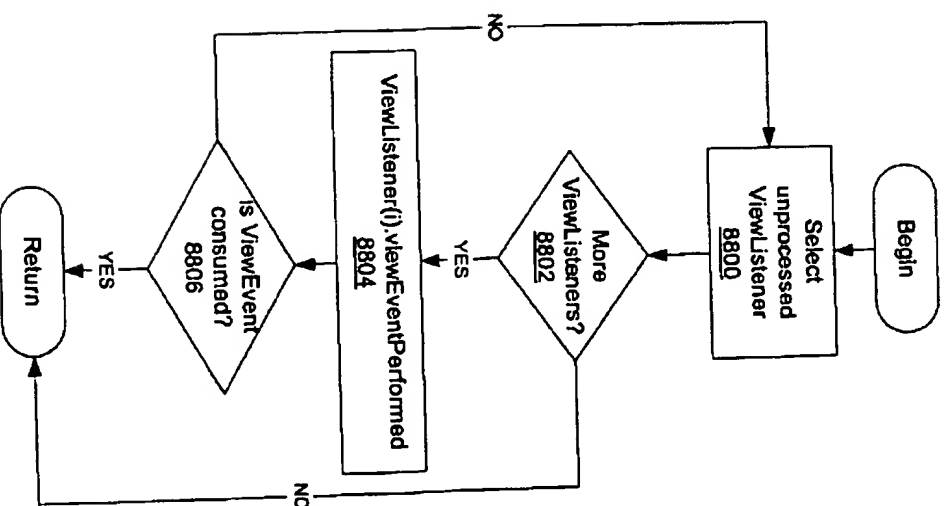 Begin
Select
unprocessed
ViewListener
8800
More
ViewListeners?
8802
YES
NO
ViewListener(i).viewEventPerformed
8804
is ViewEvent
consumed?
8806
NO
YES
Return